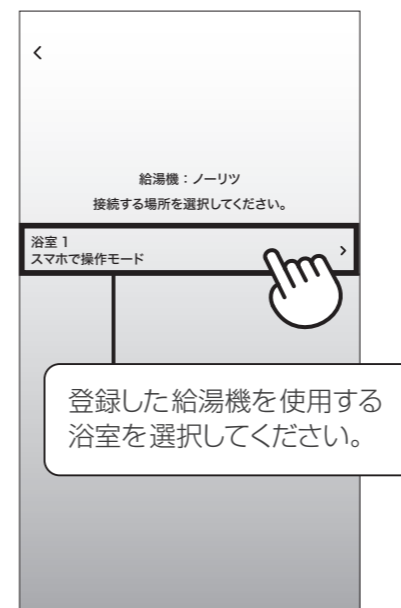 <
給湯機：ノーリツ
接続する場所を選択してください。
浴室 1
スマホで操作モード
>
登録した給湯機を使用する
浴室を選択してください。